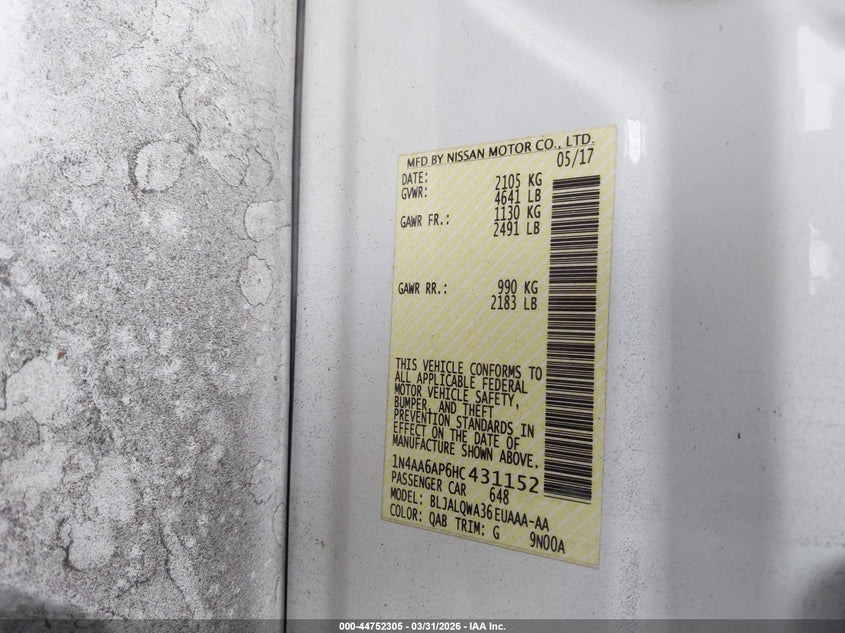 MFD BY NISSAN MOTOR CO., LTD.
DATE: 05/17
GVWR: 2105 KG
4641 LB
GAWR FR.: 1130 KG
2491 LB
GAWR RR.: 990 KG
2183 LB
THIS VEHICLE CONFORMS TO
ALL APPLICABLE FEDERAL
MOTOR VEHICLE SAFETY,
BUMPER, AND THEFT
PREVENTION STANDARDS IN
EFFECT ON THE DATE OF
MANUFACTURE SHOWN ABOVE.
1N4AA6AP6HC431152
PASSENGER CAR 648
MODEL: BLJALQWA36EUAAA-AA
COLOR: QAB TRIM: G 9N00A
000-44752305 - 03/31/2026 - IAA Inc.